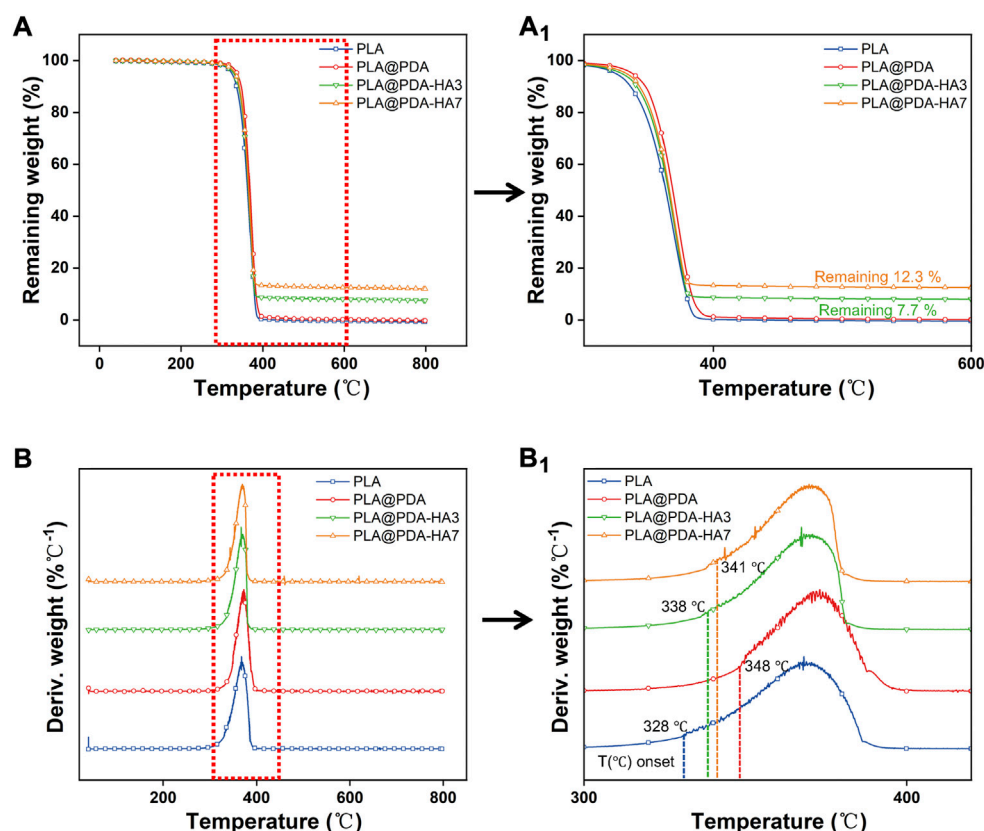 A
Remaining weight (%)
100
80
60
40
20
0
0
200
400
600
800
Temperature (℃)
PLA
PLA@PDA
PLA@PDA-HA3
PLA@PDA-HA7
A1
Remaining weight (%)
100
80
60
40
20
0
400
600
Temperature (℃)
PLA
PLA@PDA
PLA@PDA-HA3
PLA@PDA-HA7
Remaining 12.3 %
Remaining 7.7 %
B
Deriv. weight (%℃-1)
200
400
600
800
Temperature (℃)
PLA
PLA@PDA
PLA@PDA-HA3
PLA@PDA-HA7
B1
Deriv. weight (%℃-1)
PLA
PLA@PDA
PLA@PDA-HA3
PLA@PDA-HA7
341 ℃
338 ℃
348 ℃
328 ℃
T(℃) onset
300
400
Temperature (℃)